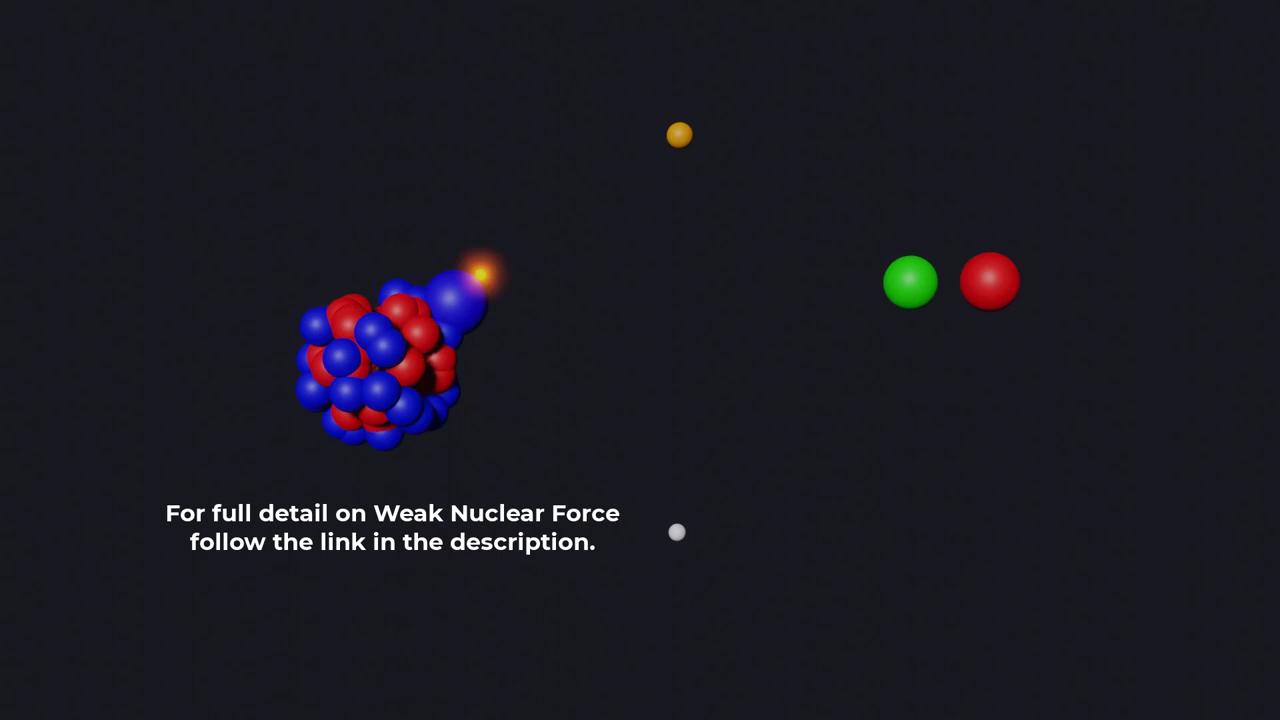 For full detail on Weak Nuclear Force
follow the link in the description.